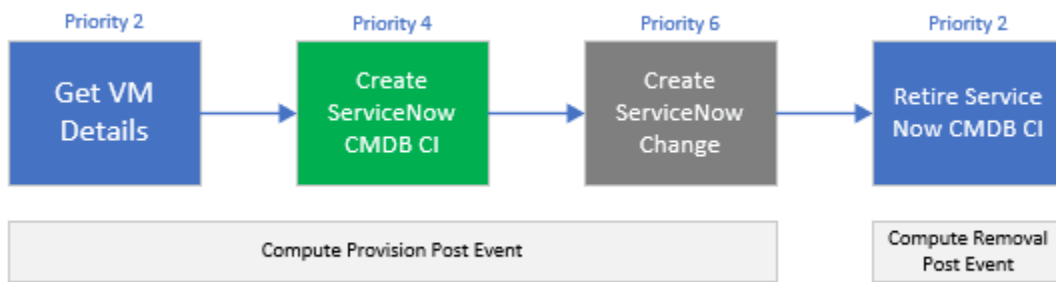 Priority 2
Priority 4
Priority 6
Priority 2
Get VM
Details
Create
ServiceNow
CMDB CI
Create
ServiceNow
Change
Retire Service
Now CMDB CI
Compute Provision Post Event
Compute Removal
Post Event